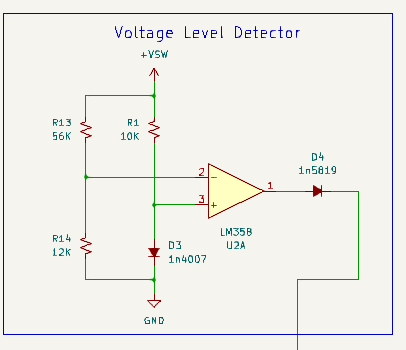 Voltage Level Detector
+VSW
R13
56K
R1
10K
2
-
3
+
1
D4
1n5819
LM358
U2A
R14
12K
D3
1n4007
GND